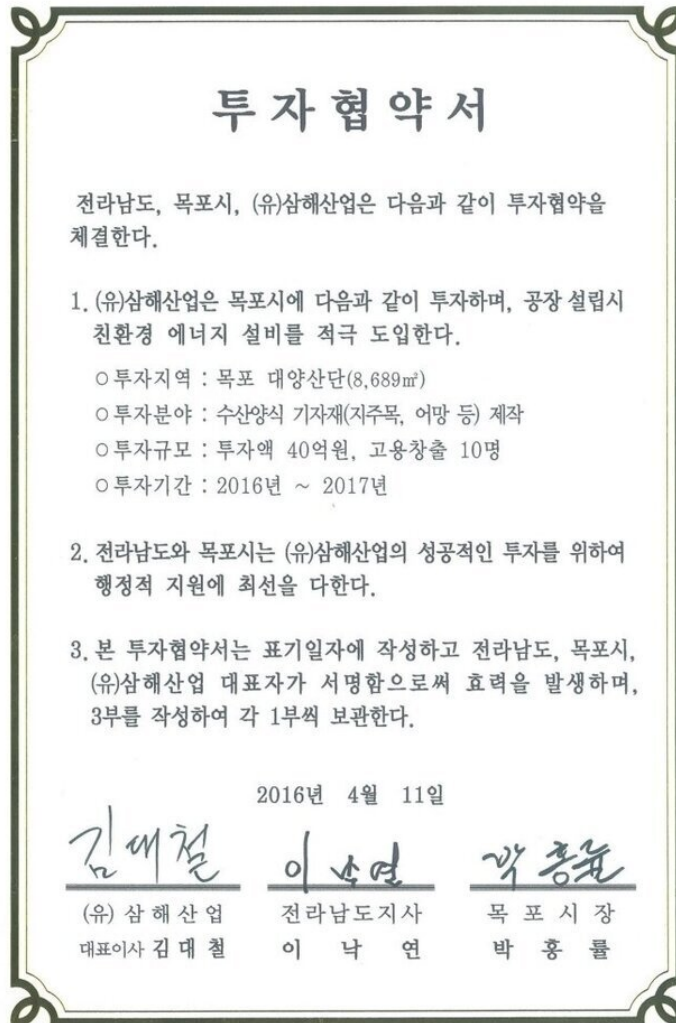 투자협약서
전라남도, 목포시, (유)삼해산업은 다음과 같이 투자협약을
체결한다.
1. (유)삼해산업은 목포시에 다음과 같이 투자하며, 공장 설립시
친환경 에너지 설비를 적극 도입한다.
○투자지역 : 목포 대양산단(8,689㎡)
○투자분야 : 수산양식 기자재(지주목, 어망 등) 제작
○투자규모 : 투자액 40억원, 고용창출 10명
○투자기간 : 2016년 ~ 2017년
2. 전라남도와 목포시는 (유)삼해산업의 성공적인 투자를 위하여
행정적 지원에 최선을 다한다.
3. 본 투자협약서는 표기일자에 작성하고 전라남도, 목포시,
(유)삼해산업 대표자가 서명함으로써 효력을 발생하며,
3부를 작성하여 각 1부씩 보관한다.
2016년 4월 11일
김대철 이낙연 박홍률
(유)삼해산업 전라남도지사 목포시장
대표이사 김대철 이낙연 박홍률